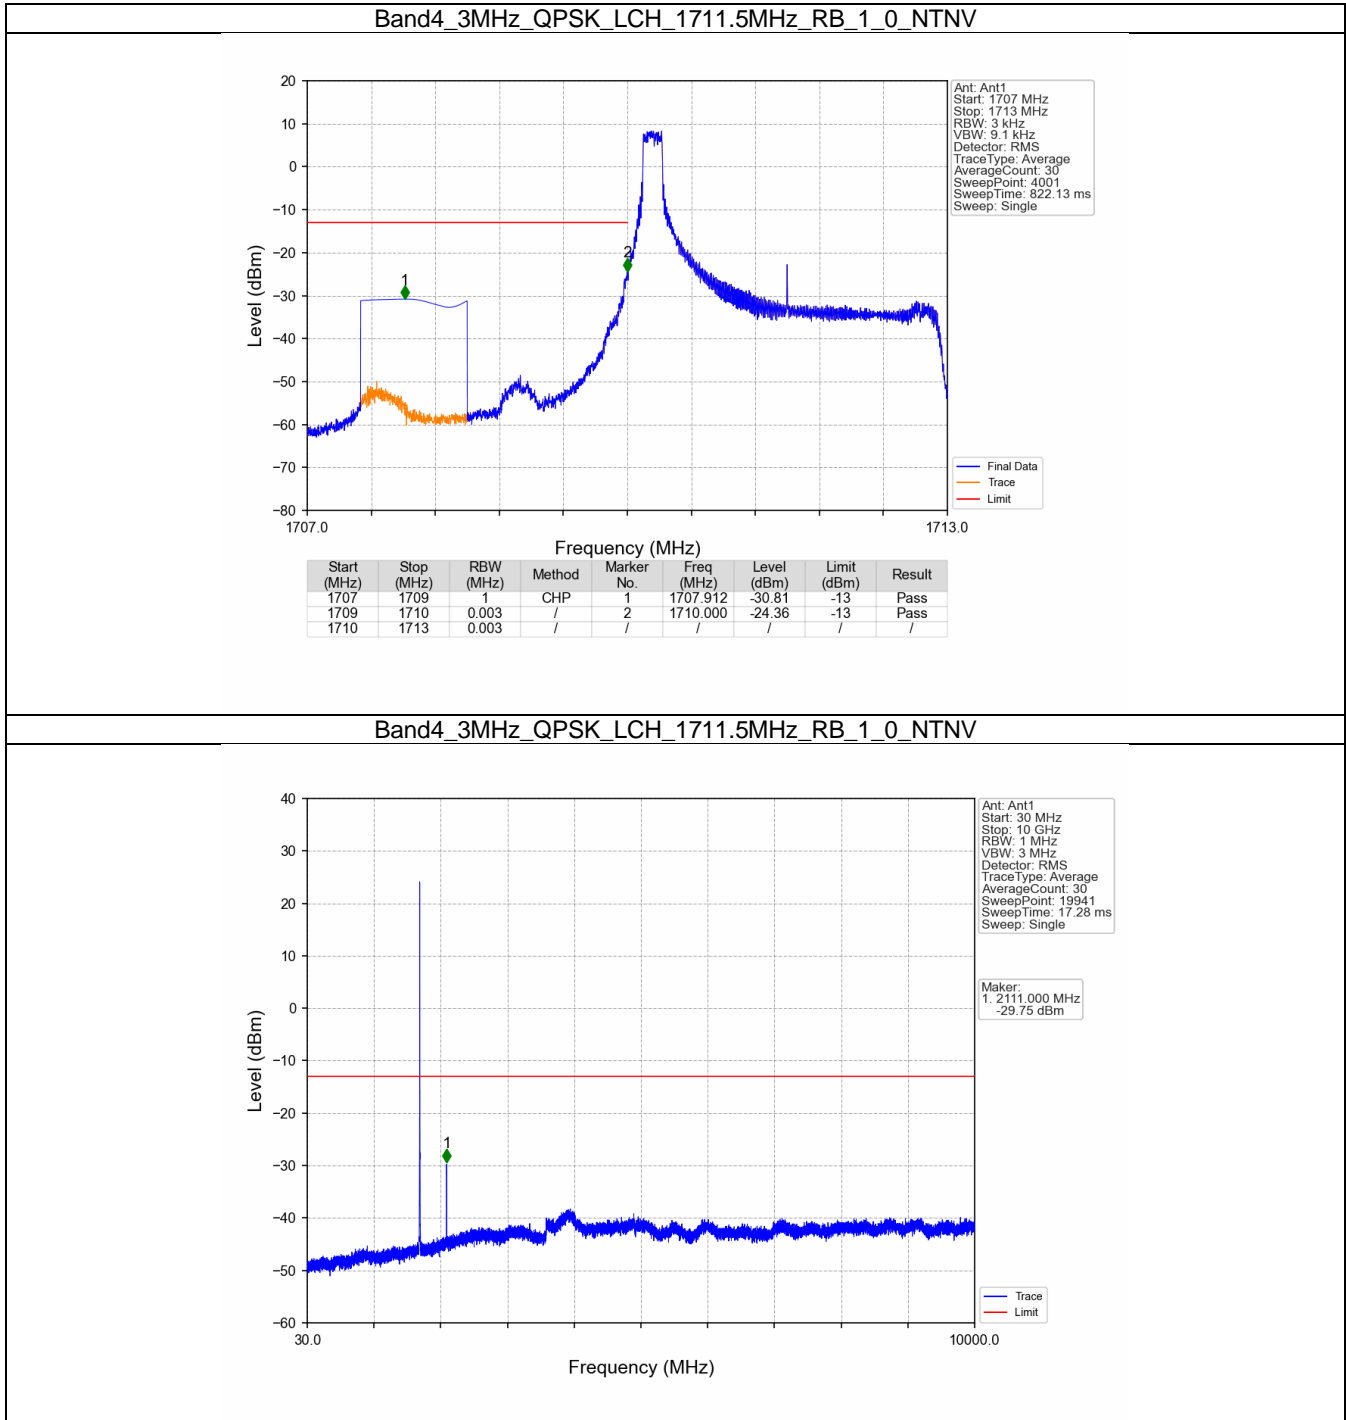 Band4_3MHz_QPSK_LCH_1711.5MHz_RB_1_0_NTNV
20
10
0
−10
−20
−30
−40
−50
−60
−70
−80
Level (dBm)
1
2
1707.0
1713.0
Frequency (MHz)
Ant: Ant1
Start: 1707 MHz
Stop: 1713 MHz
RBW: 3 kHz
VBW: 9.1 kHz
Detector: RMS
TraceType: Average
AverageCount: 30
SweepPoint: 4001
SweepTime: 822.13 ms
Sweep: Single
Final Data
Trace
Limit
Start (MHz) Stop (MHz) RBW (MHz) Method Marker No. Freq (MHz) Level (dBm) Limit (dBm) Result
1707 1709 1 CHP 1 1707.912 -30.81 -13 Pass
1709 1710 0.003 / 2 1710.000 -24.36 -13 Pass
1710 1713 0.003 / / / / / /
Band4_3MHz_QPSK_LCH_1711.5MHz_RB_1_0_NTNV
40
30
20
10
0
−10
−20
−30
−40
−50
−60
Level (dBm)
1
30.0
10000.0
Frequency (MHz)
Ant: Ant1
Start: 30 MHz
Stop: 10 GHz
RBW: 1 MHz
VBW: 3 MHz
Detector: RMS
TraceType: Average
AverageCount: 30
SweepPoint: 19941
SweepTime: 17.28 ms
Sweep: Single
Maker:
1. 2111.000 MHz
-29.75 dBm
Trace
Limit